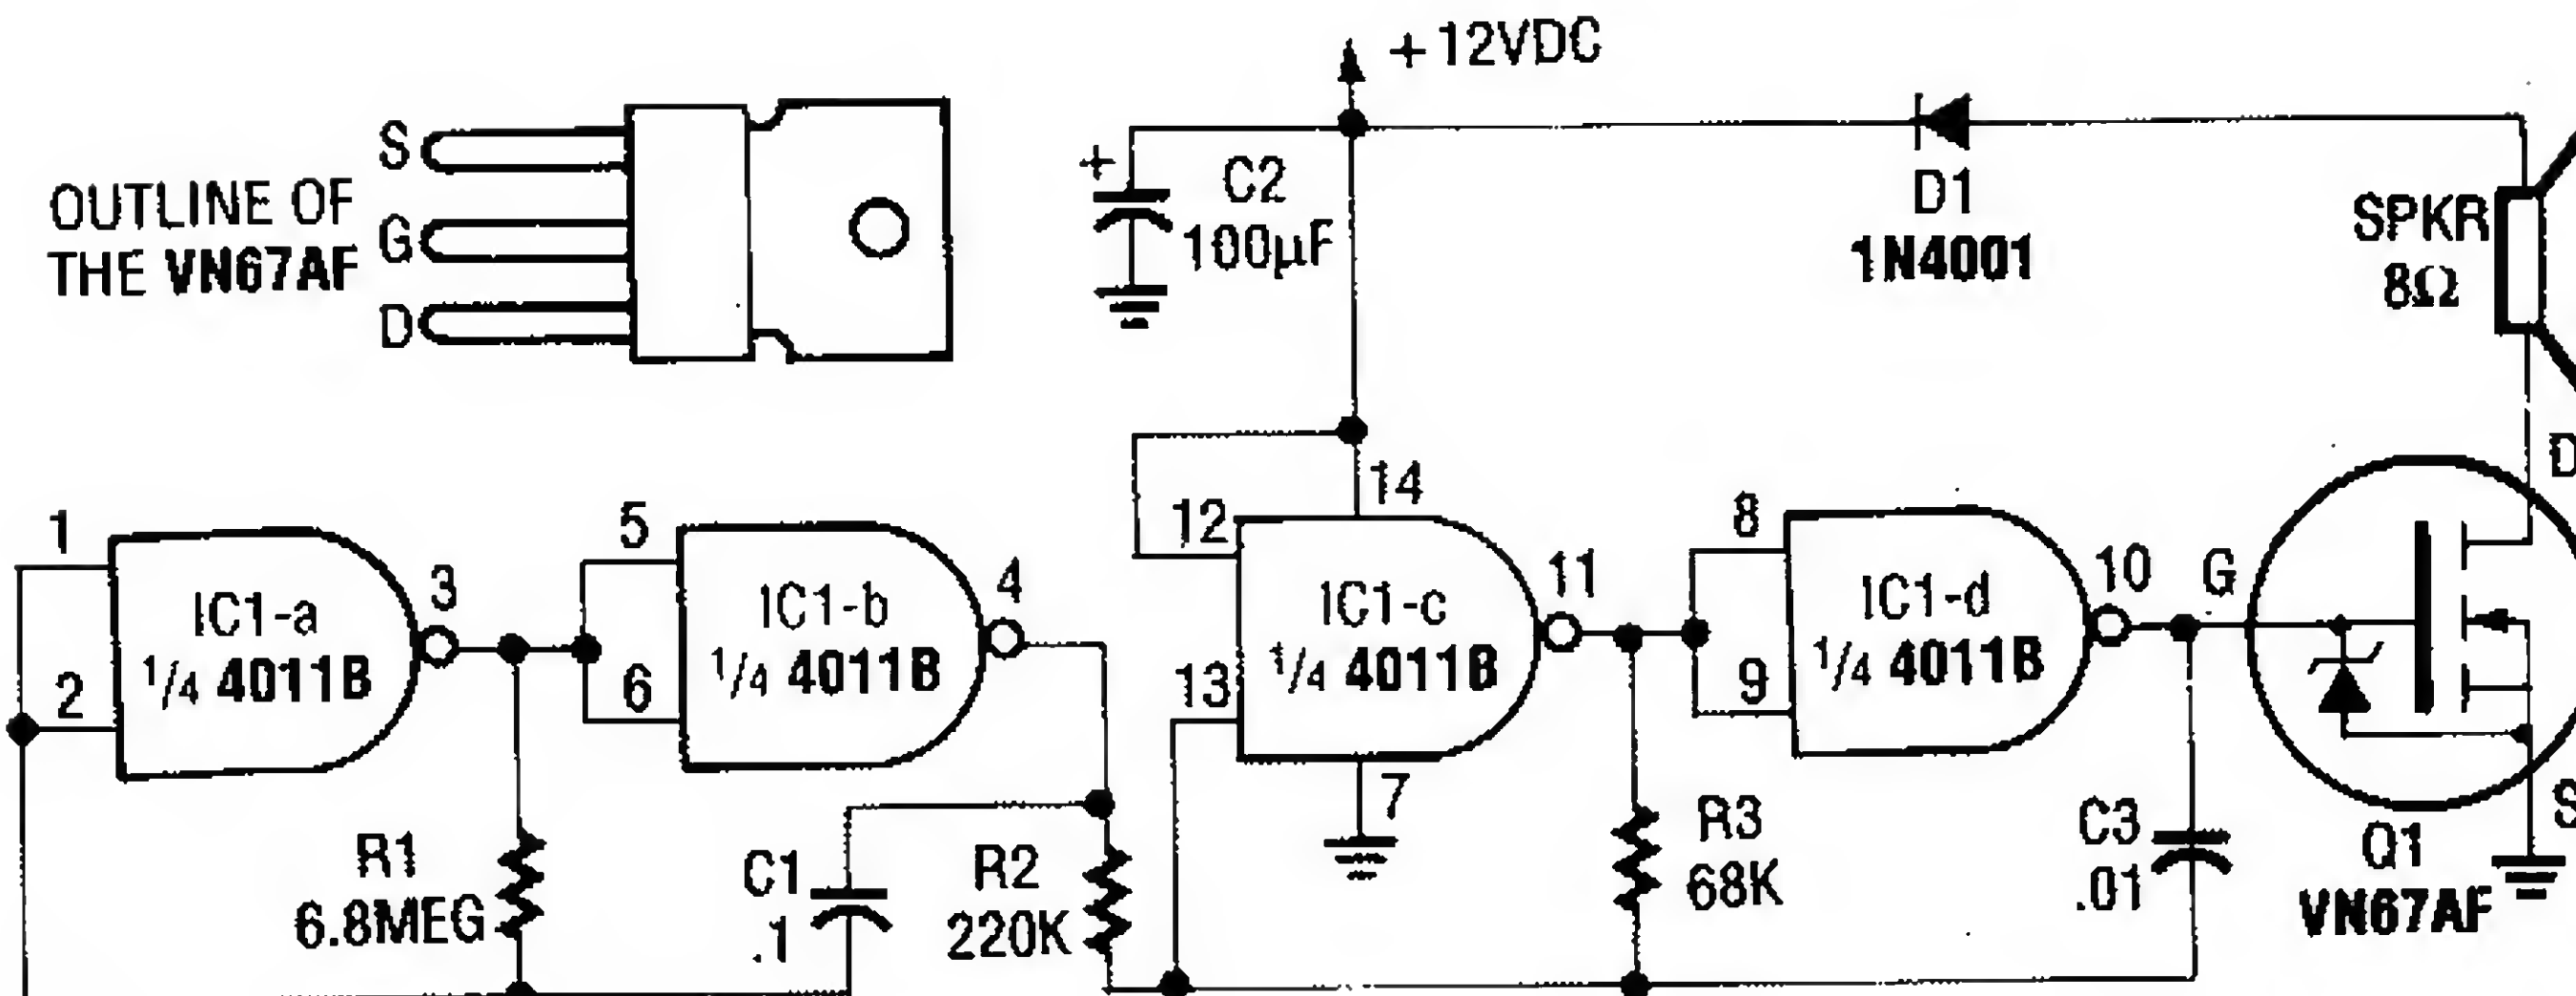 +12VDC
S
OUTLINE OF
THE VN67AF
G
D
+
C2
100µF
D1
1N4001
SPKR
8Ω
D
1
2
IC1-a
1/4 4011B
3
5
6
IC1-b
1/4 4011B
4
12
13
14
IC1-c
1/4 4011B
7
11
8
9
IC1-d
1/4 4011B
10
G
S
R1
6.8MEG
C1
.1
R2
220K
R3
68K
C3
.01
Q1
VN67AF